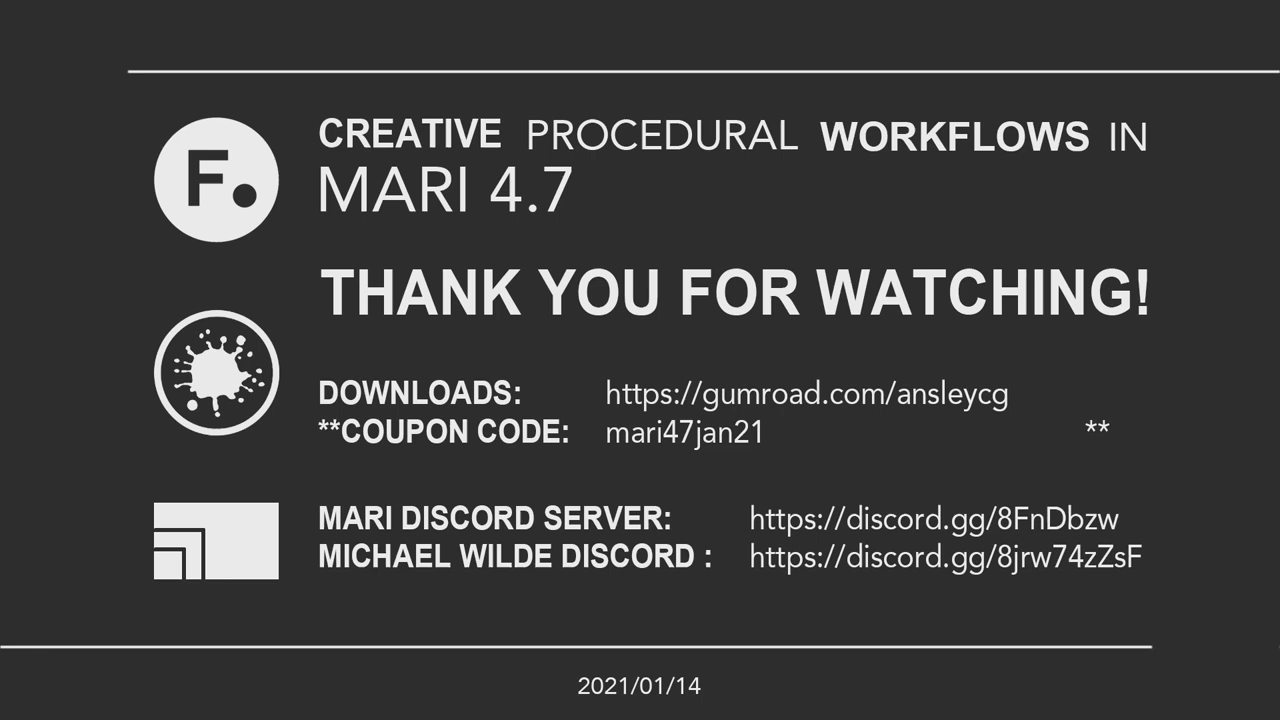 F.
CREATIVE PROCEDURAL WORKFLOWS IN
MARI 4.7
THANK YOU FOR WATCHING!
DOWNLOADS: https://gumroad.com/ansleycg
**COUPON CODE: mari47jan21 **
MARI DISCORD SERVER: https://discord.gg/8FnDbzw
MICHAEL WILDE DISCORD : https://discord.gg/8jrw74zZsF
2021/01/14